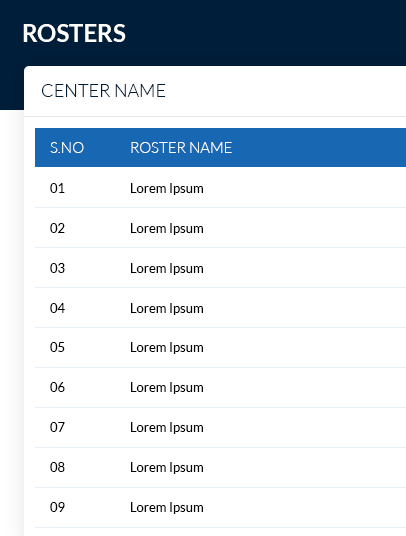 ROSTERS
CENTER NAME
S.NO ROSTER NAME
01 Lorem Ipsum
02 Lorem Ipsum
03 Lorem Ipsum
04 Lorem Ipsum
05 Lorem Ipsum
06 Lorem Ipsum
07 Lorem Ipsum
08 Lorem Ipsum
09 Lorem Ipsum